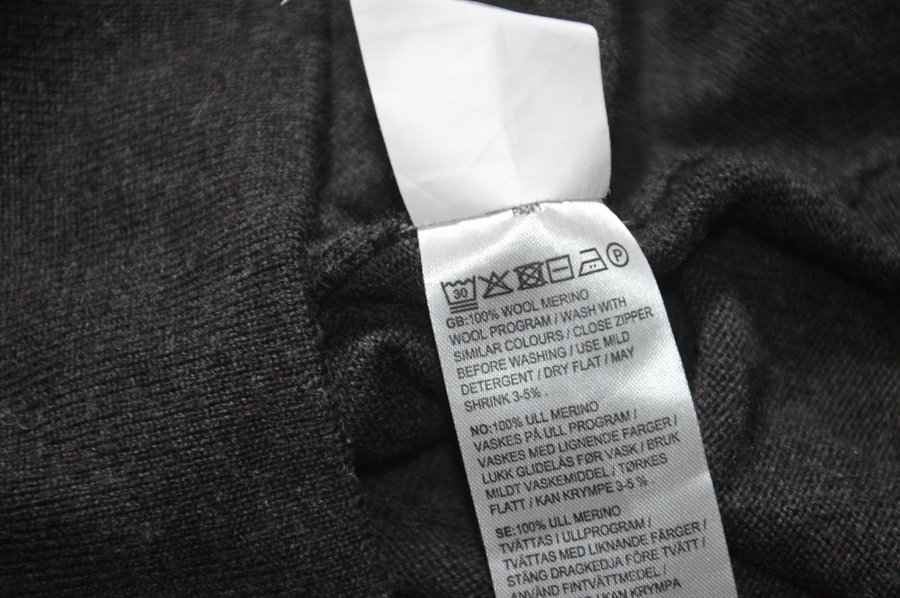 30 P
GB:100% WOOL MERINO
WOOL PROGRAM / WASH WITH
SIMILAR COLOURS / CLOSE ZIPPER
BEFORE WASHING / USE MILD
DETERGENT / DRY FLAT / MAY
SHRINK 3-5% .
NO:100% ULL MERINO
VASKES PÅ ULL PROGRAM /
VASKES MED LIGNENDE FARGER /
LUKK GLIDELÅS FØR VASK / BRUK
MILDT VASKEMIDDEL / TØRKES
FLATT / KAN KRYMPE 3-5 % .
SE:100% ULL MERINO
TVÄTTAS I ULLPROGRAM /
TVÄTTAS MED LIKNANDE FÄRGER /
STÄNG DRAGKEDJA FÖRE TVÄTT /
ANVÄND FINTVÄTTMEDEL /
/ KAN KRYMPA